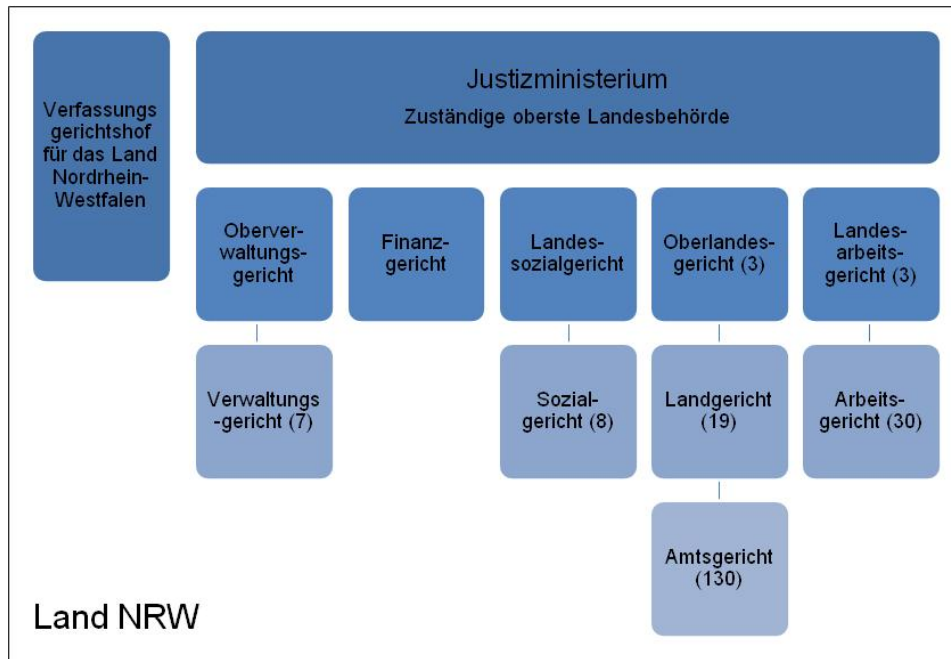 Verfassungs
gerichtshof
für das Land
Nordrhein-
Westfalen
Justizministerium
Zuständige oberste Landesbehörde
Oberver-
waltungs-
gericht
Finanz-
gericht
Landes-
sozialgericht
Oberlandes-
gericht (3)
Landes-
arbeits-
gericht (3)
Verwaltungs
-gericht (7)
Sozial-
gericht (8)
Landgericht
(19)
Arbeits-
gericht (30)
Amtsgericht
(130)
Land NRW